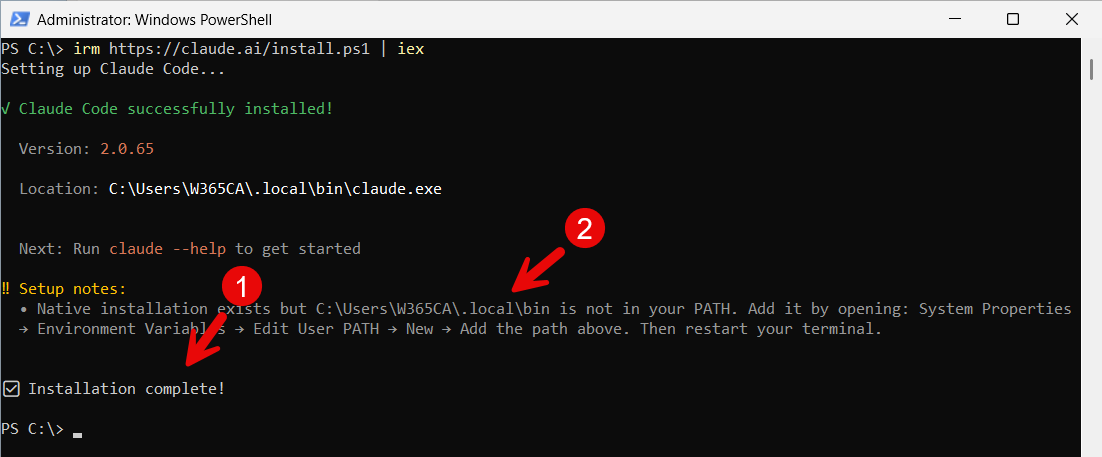 Administrator: Windows PowerShell
PS C:\> irm https://claude.ai/install.ps1 | iex
Setting up Claude Code...
√ Claude Code successfully installed!
Version: 2.0.65
Location: C:\Users\W365CA\.local\bin\claude.exe
2
Next: Run claude --help to get started
1
‼ Setup notes:
• Native installation exists but C:\Users\W365CA\.local\bin is not in your PATH. Add it by opening: System Properties
→ Environment Variables → Edit User PATH → New → Add the path above. Then restart your terminal.
☑ Installation complete!
PS C:\>